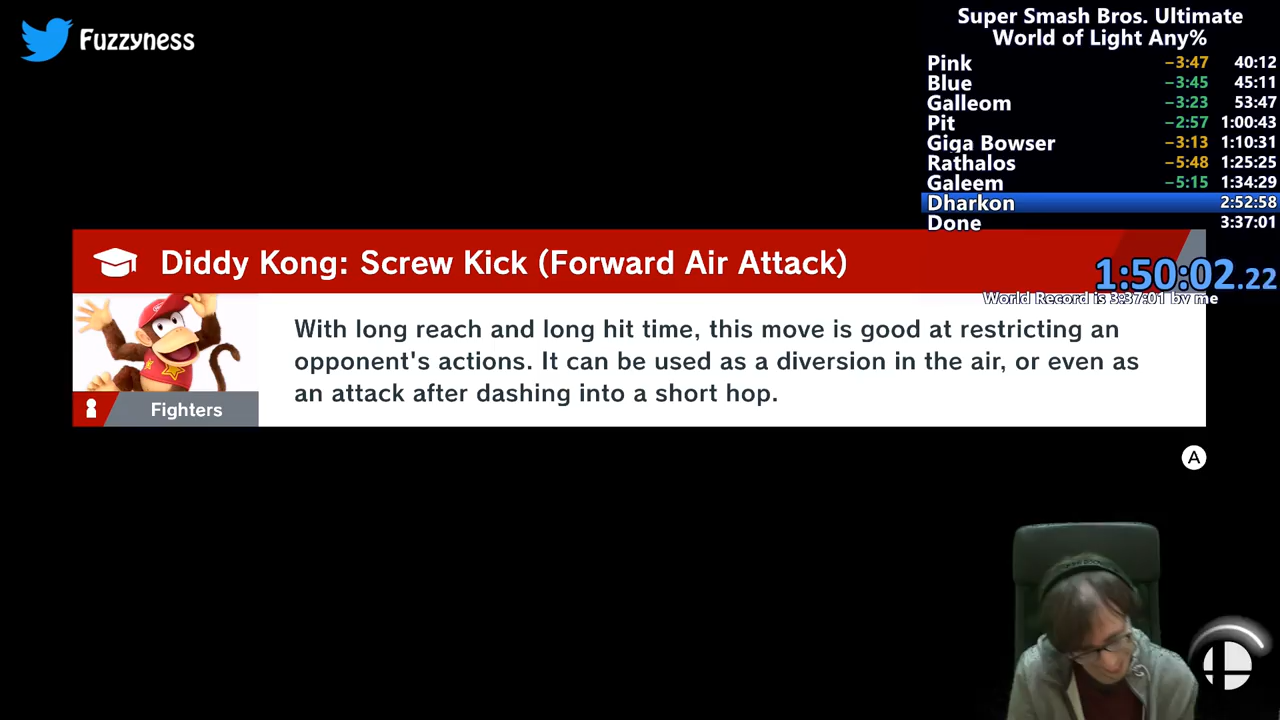 Fuzzyness
Super Smash Bros. Ultimate
World of Light Any%
Pink -3:47 40:12
Blue -3:45 45:11
Galleom -3:23 53:47
Pit -2:57 1:00:43
Giga Bowser -3:13 1:10:31
Rathalos -5:48 1:25:25
Galeem -5:15 1:34:29
Dharkon 2:52:58
Done 3:37:01
1:50:02.22
World Record is 3:37:01 by me
Diddy Kong: Screw Kick (Forward Air Attack)
With long reach and long hit time, this move is good at restricting an
opponent's actions. It can be used as a diversion in the air, or even as
an attack after dashing into a short hop.
Fighters
A